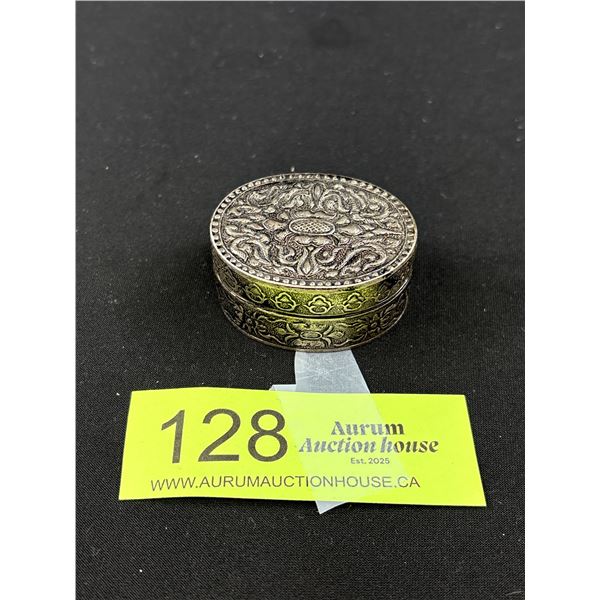 128
Aurum
Auction house
Est. 2025
WWW.AURUMAUCTIONHOUSE.CA